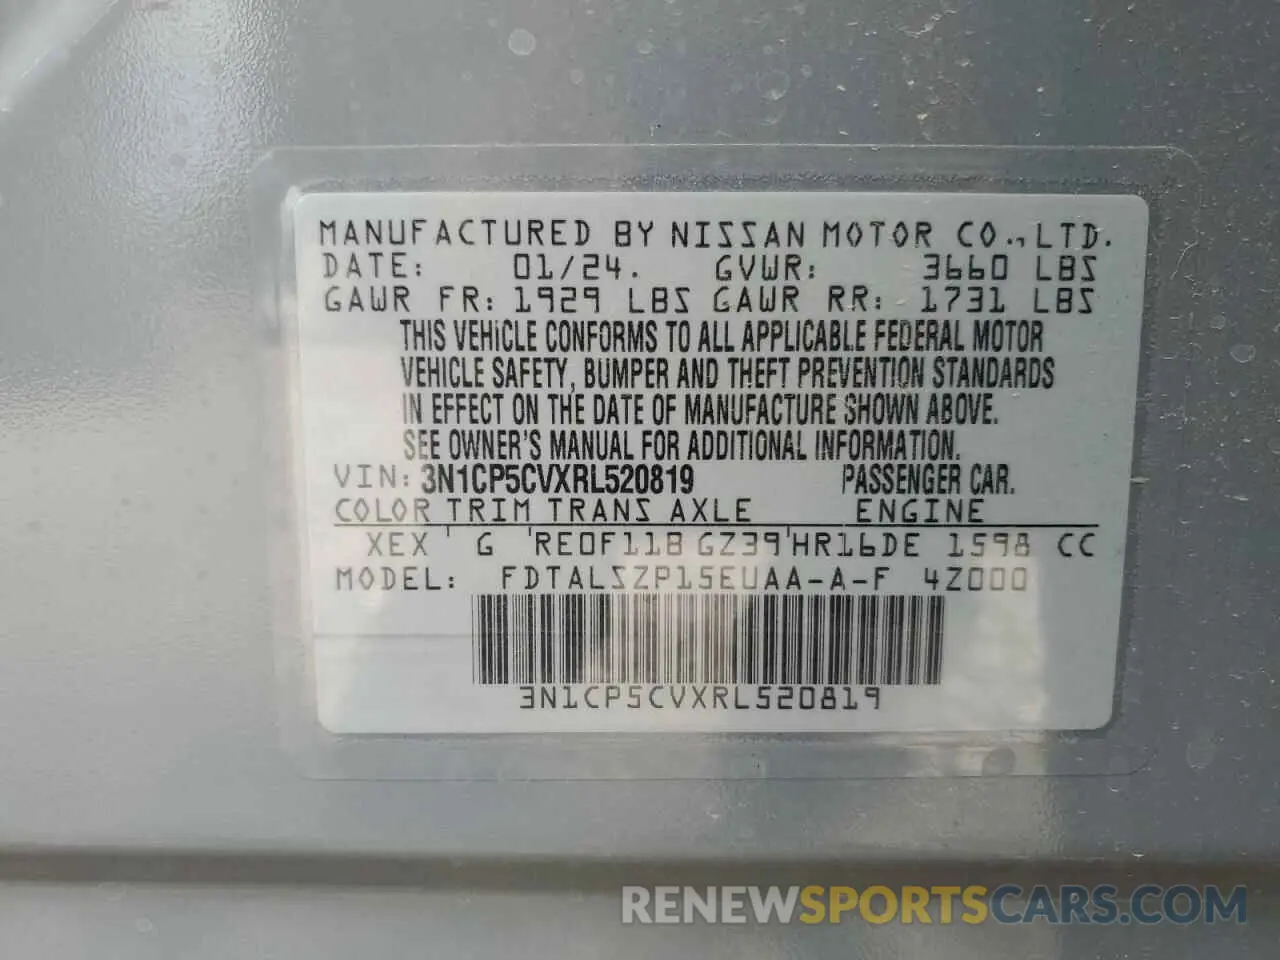 MANUFACTURED BY NISSAN MOTOR CO., LTD.
DATE: 01/24. GVWR: 3660 LBS
GAWR FR: 1929 LBS GAWR RR: 1731 LBS
THIS VEHICLE CONFORMS TO ALL APPLICABLE FEDERAL MOTOR
VEHICLE SAFETY, BUMPER AND THEFT PREVENTION STANDARDS
IN EFFECT ON THE DATE OF MANUFACTURE SHOWN ABOVE.
SEE OWNER'S MANUAL FOR ADDITIONAL INFORMATION.
VIN: 3N1CP5CVXRL520819 PASSENGER CAR.
COLOR TRIM TRANS AXLE ENGINE
XEX G RE0F11B GZ39 HR16DE 1598 CC
MODEL: FDTALSZP15EUAA-A-F 4Z000
3N1CP5CVXRL520819
RENEWSPORTSCARS.COM